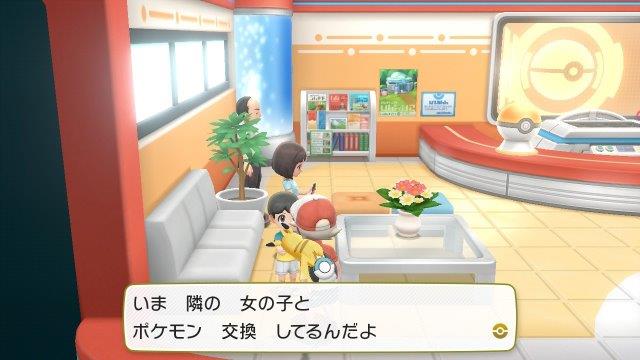 いま　隣の　女の子と
ポケモン　交換　してるんだよ